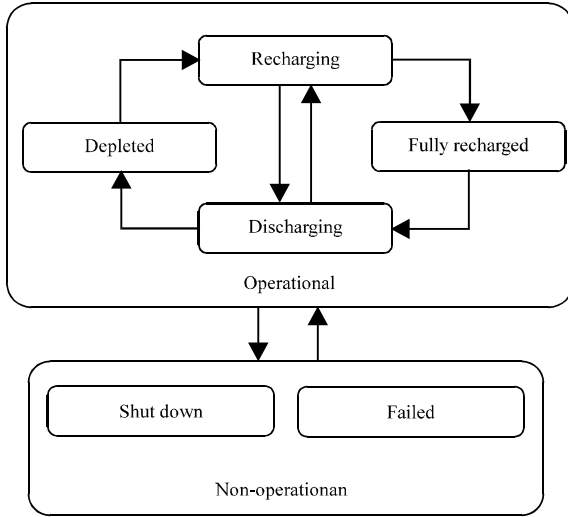 Recharging
Depleted
Fully recharged
Discharging
Operational
Shut down
Failed
Non-operationan